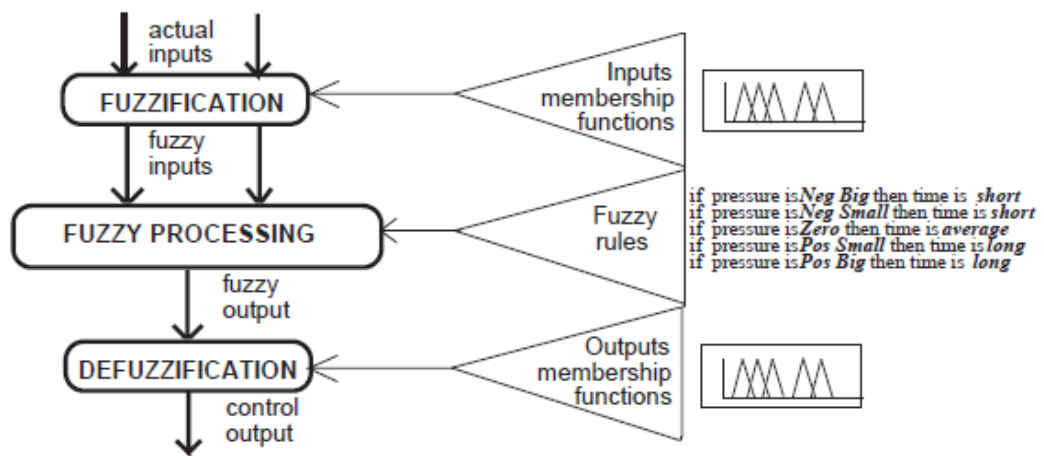 actual
inputs
FUZZIFICATION
Inputs
membership
functions
fuzzy
inputs
FUZZY PROCESSING
Fuzzy
rules
if pressure is Neg Big then time is short
if pressure is Neg Small then time is short
if pressure is Zero then time is average
if pressure is Pos Small then time is long
if pressure is Pos Big then time is long
fuzzy
output
DEFUZZIFICATION
Outputs
membership
functions
control
output